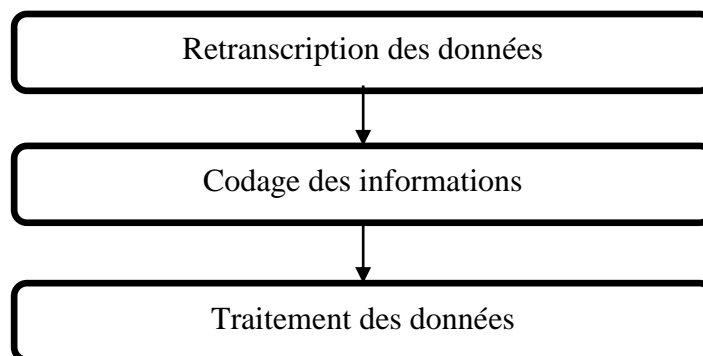 Retranscription des données
Codage des informations
Traitement des données